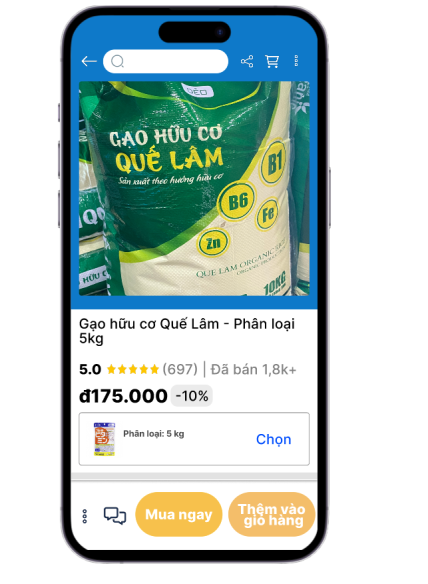 DẺO
GẠO HỮU CƠ
QUẾ LÂM
Sản xuất theo hướng hữu cơ
B1
B6
Fe
Zn
QUE LAM ORGANIC
10KG
HỮU C
Gạo hữu cơ Quế Lâm - Phân loại
5kg
5.0 (697) | Đã bán 1,8k+
đ175.000 -10%
Phân loại: 5 kg
Chọn
Mua ngay
Thêm vào
giỏ hàng